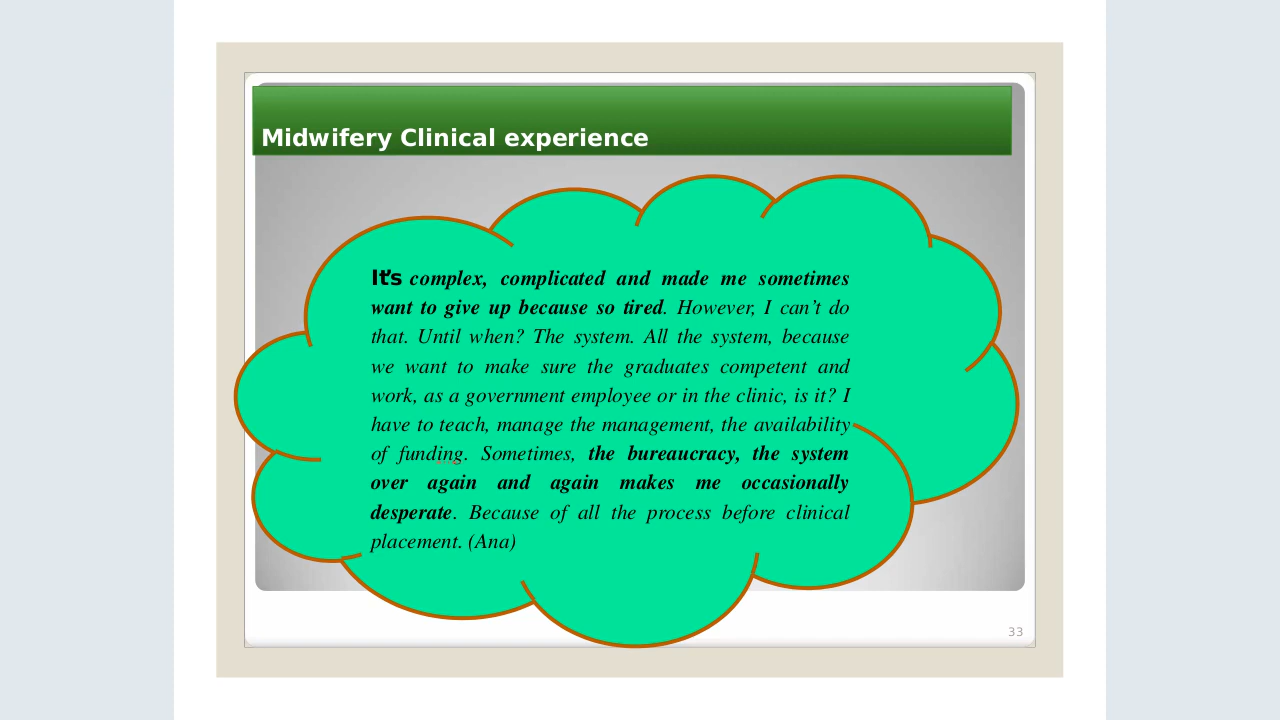 Midwifery Clinical experience
It’s complex, complicated and made me sometimes
want to give up because so tired. However, I can’t do
that. Until when? The system. All the system, because
we want to make sure the graduates competent and
work, as a government employee or in the clinic, is it? I
have to teach, manage the management, the availability
of funding. Sometimes, the bureaucracy, the system
over again and again makes me occasionally
desperate. Because of all the process before clinical
placement. (Ana)
33